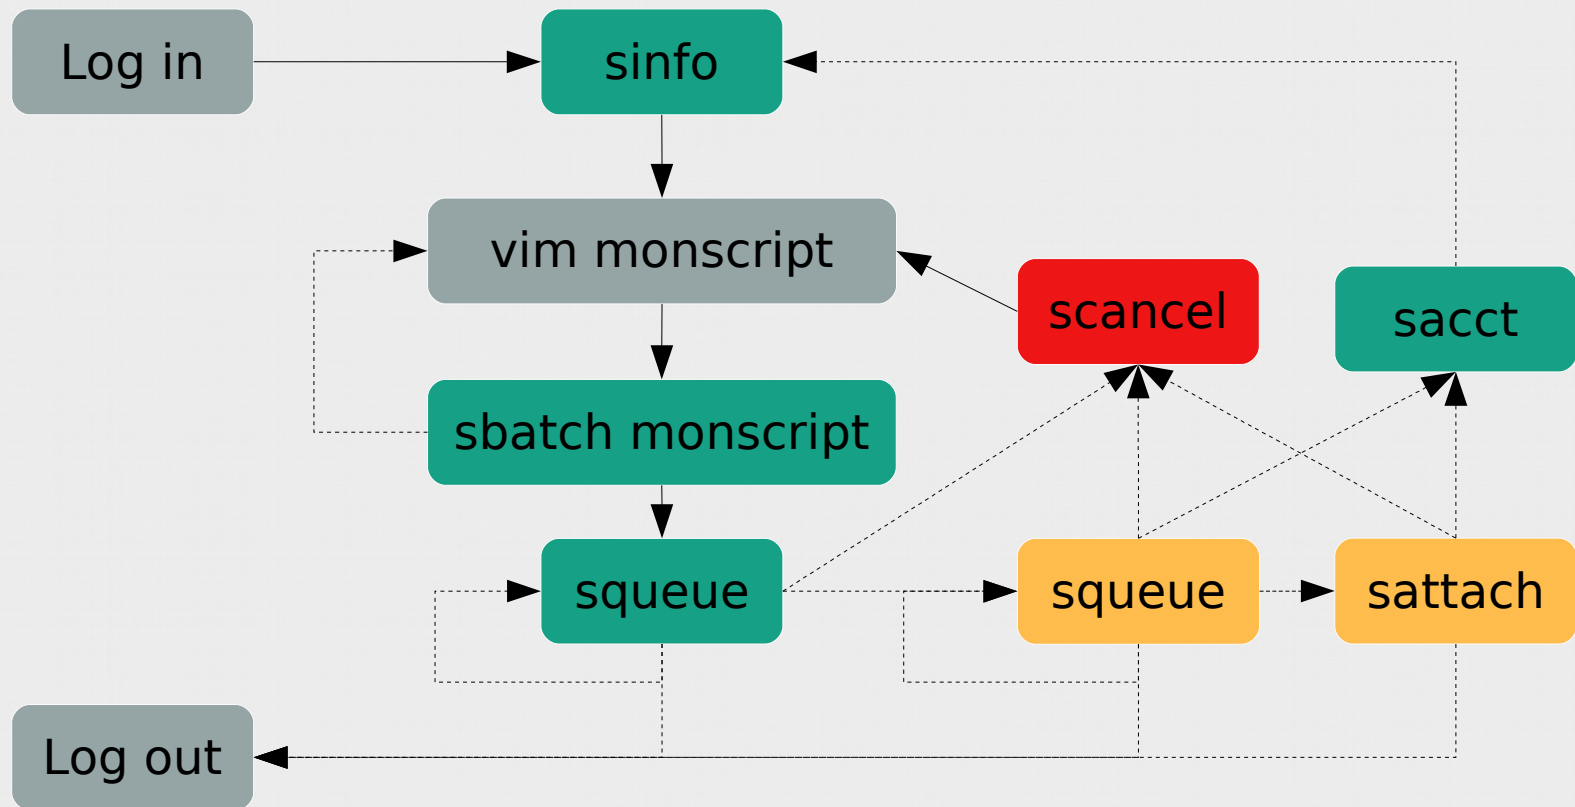 Log in
sinfo
vim monscript
scancel
sacct
sbatch monscript
squeue
squeue
sattach
Log out